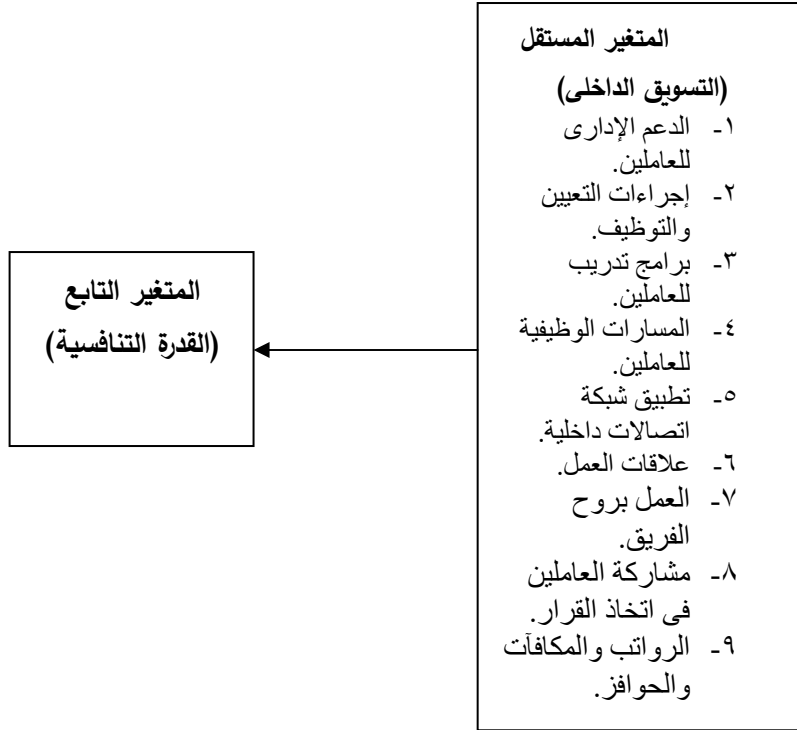 المتغير المستقل
(التسويق الداخلى)
١- الدعم الإدارى
للعاملين.
٢- إجراءات التعيين
والتوظيف.
٣- برامج تدريب
للعاملين.
٤- المسارات الوظيفية
للعاملين.
٥- تطبيق شبكة
اتصالات داخلية.
٦- علاقات العمل.
٧- العمل بروح
الفريق.
٨- مشاركة العاملين
فى اتخاذ القرار.
٩- الرواتب والمكافآت
والحوافز.
المتغير التابع
(القدرة التنافسية)